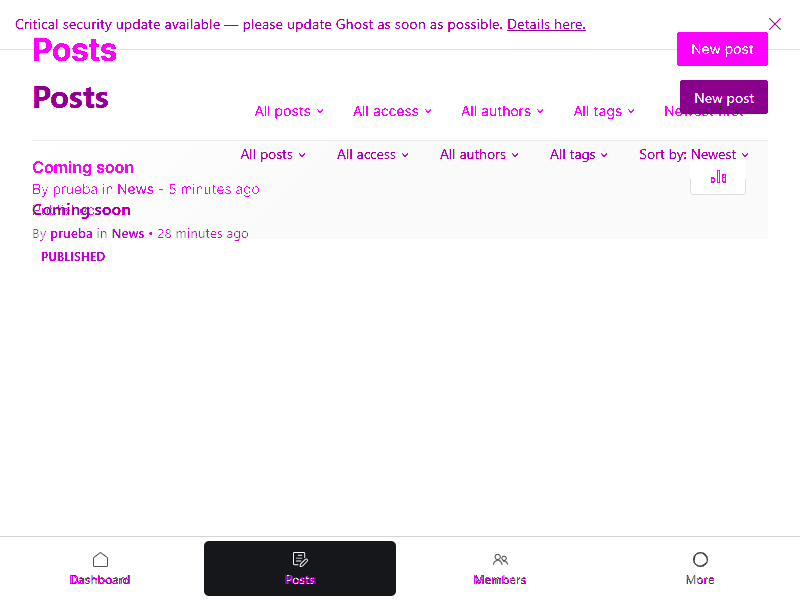 Critical security update available — please update Ghost as soon as possible. Details here.
Posts
New post
Posts
New post
All posts All access All authors All tags Newest first
All posts All access All authors All tags Sort by: Newest
Coming soon
By prueba in News - 5 minutes ago
Coming soon
By prueba in News • 28 minutes ago
PUBLISHED
Dashboard Posts Members More